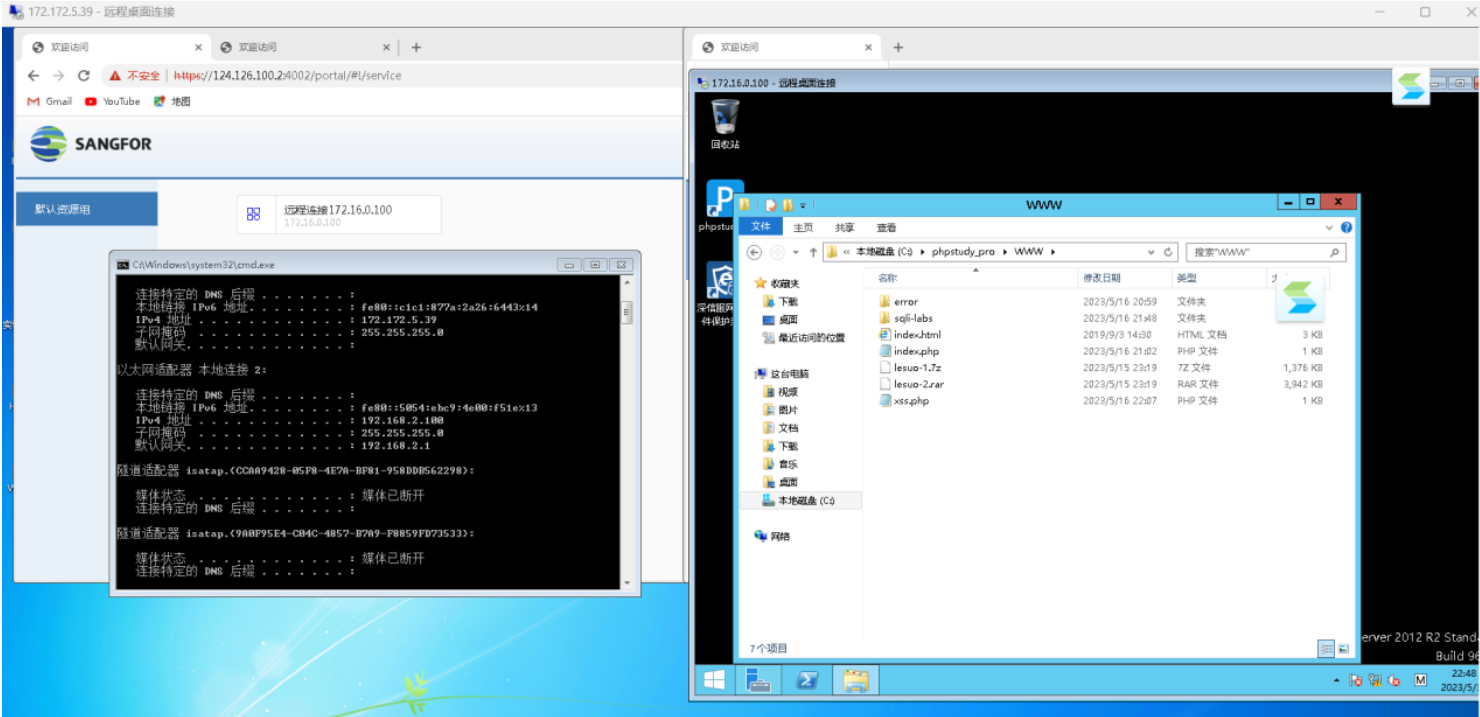 172.172.5.39 - 远程桌面连接
欢迎访问
欢迎访问
不安全 | https://124.126.100.2:4002/portal/#!/service
Gmail YouTube 地图
SANGFOR
默认资源组
远程连接172.16.0.100
172.16.0.100
C:\Windows\system32\cmd.exe
连接特定的 DNS 后缀 . . . . . . . :
本地链接 IPv6 地址. . . . . . . . : fe80::c1c1:877a:2a26:6443%14
IPv4 地址 . . . . . . . . . . . . : 172.172.5.39
子网掩码 . . . . . . . . . . . . : 255.255.255.0
默认网关. . . . . . . . . . . . . :
以太网适配器 本地连接 2:
连接特定的 DNS 后缀 . . . . . . . :
本地链接 IPv6 地址. . . . . . . . : fe80::5054:ebc9:4e00:f51e%13
IPv4 地址 . . . . . . . . . . . . : 192.168.2.100
子网掩码 . . . . . . . . . . . . : 255.255.255.0
默认网关. . . . . . . . . . . . . : 192.168.2.1
隧道适配器 isatap.{CCAA9428-05F8-4E7A-BF81-958DDB562298}:
媒体状态 . . . . . . . . . . . . : 媒体已断开
连接特定的 DNS 后缀 . . . . . . . :
隧道适配器 isatap.{9A0F95E4-C04C-4857-B7A9-F8859FD73533}:
媒体状态 . . . . . . . . . . . . : 媒体已断开
连接特定的 DNS 后缀 . . . . . . . :
欢迎访问
172.16.0.100 - 远程桌面连接
回收站
phpstu
深信服网
件保护
WWW
文件 主页 共享 查看
« 本地磁盘 (C:) phpstudy_pro WWW
搜索"WWW"
名称 修改日期 类型
error 2023/5/16 20:59 文件夹
sqli-labs 2023/5/16 21:48 文件夹
index.html 2019/9/3 14:30 HTML 文档 3 KB
index.php 2023/5/16 21:02 PHP 文件 1 KB
lesuo-1.7z 2023/5/15 23:19 7Z 文件 1,376 KB
lesuo-2.rar 2023/5/15 23:19 RAR 文件 3,942 KB
xss.php 2023/5/16 22:07 PHP 文件 1 KB
收藏夹
下载
桌面
最近访问的位置
这台电脑
视频
图片
文档
下载
音乐
桌面
本地磁盘 (C:)
网络
7个项目
erver 2012 R2 Stand
Build 96
M
22:48
2023/5/